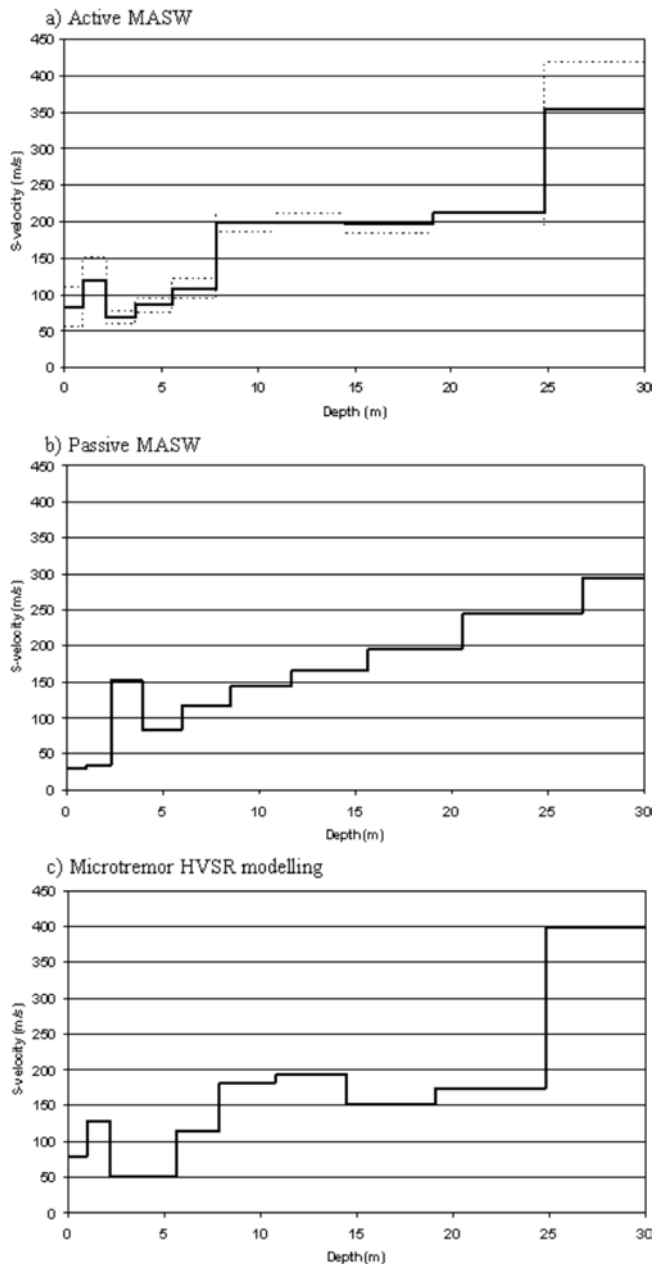 a) Active MASW
450
400
350
300
250
200
150
100
50
0
S-velocity (m/s)
0 5 10 15 20 25 30
Depth (m)
b) Passive MASW
450
400
350
300
250
200
150
100
50
0
S-velocity (m/s)
0 5 10 15 20 25 30
Depth (m)
c) Microtremor HVSR modelling
450
400
350
300
250
200
150
100
50
0
S-velocity (m/s)
0 5 10 15 20 25 30
Depth (m)